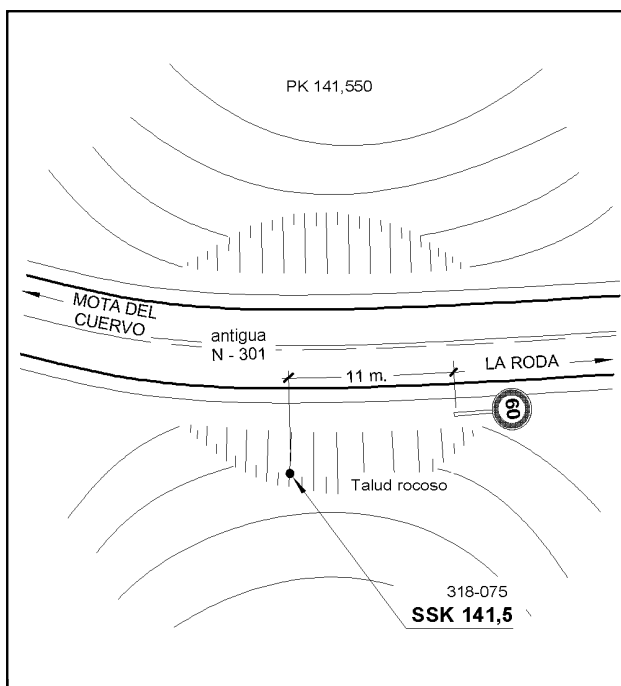 PK 141,550
MOTA DEL
CUERVO
antigua
N - 301
11 m.
LA RODA
60
Talud rocoso
318-075
SSK 141,5